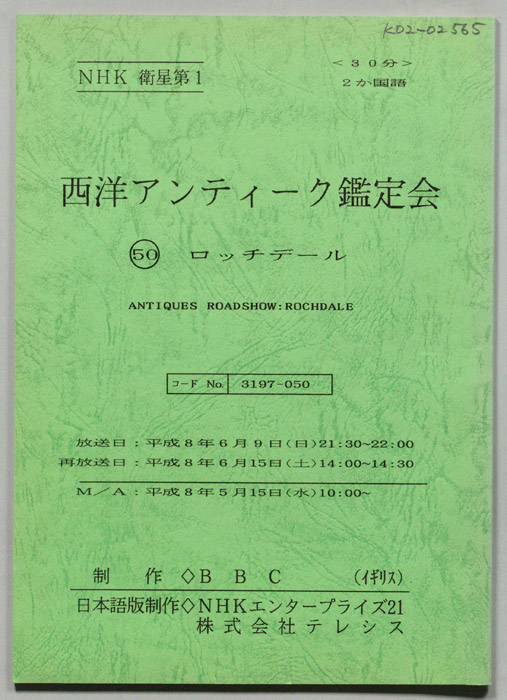 K02-02565
NHK 衛星第1
<30分>
2か国語
西洋アンティーク鑑定会
㊿ ロッチデール
ANTIQUES ROADSHOW:ROCHDALE
コード No. 3197-050
放送日:平成8年6月9日(日)21:30~22:00
再放送日:平成8年6月15日(土)14:00~14:30
M/A:平成8年5月15日(水)10:00~
制 作◇BBC (イギリス)
日本語版制作◇NHKエンタープライズ21
株式会社テレシス